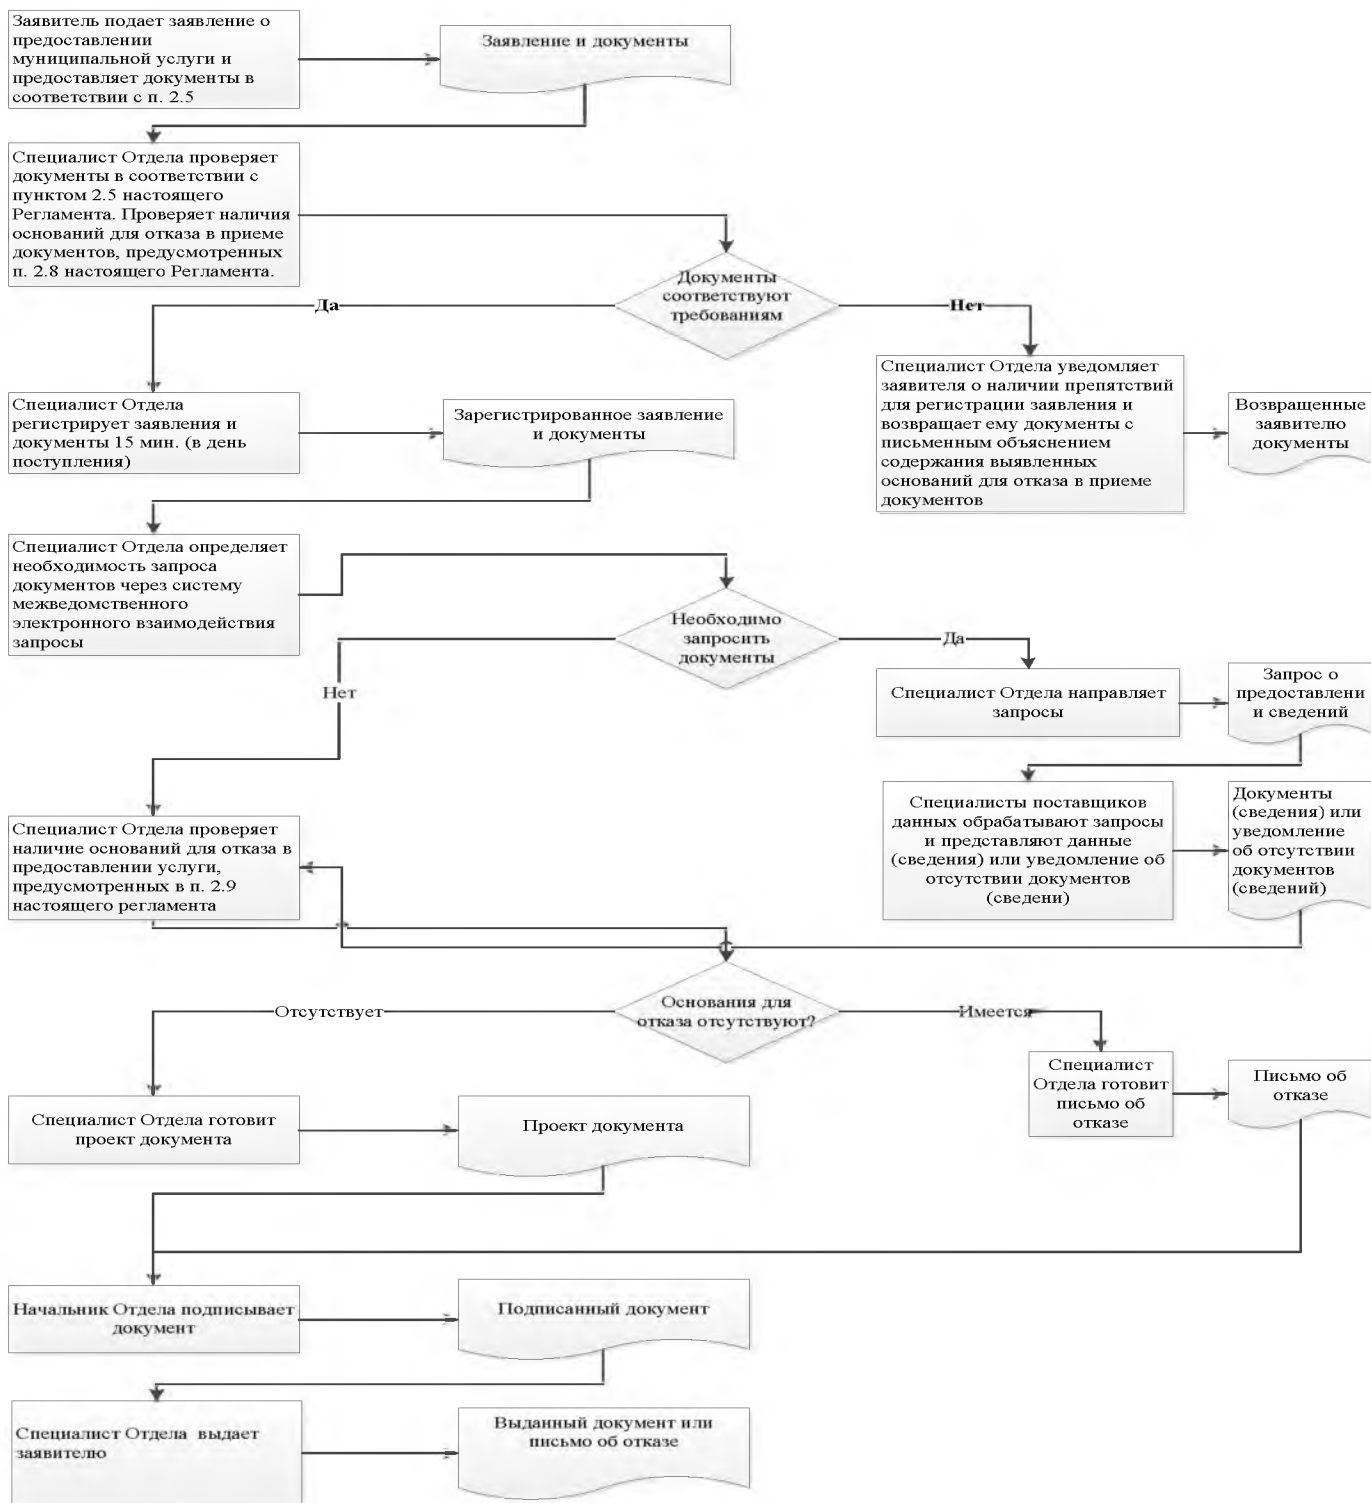 Заявитель подает заявление о
предоставлении
муниципальной услуги и
предоставляет документы в
соответствии с п. 2.5
Заявление и документы
Специалист Отдела проверяет
документы в соответствии с
пунктом 2.5 настоящего
Регламента. Проверяет наличия
оснований для отказа в приеме
документов, предусмотренных
п. 2.8 настоящего Регламента.
Документы
соответствуют
требованиям
Да
Нет
Специалист Отдела
регистрирует заявления и
документы 15 мин. (в день
поступления)
Зарегистрированное заявление
и документы
Специалист Отдела уведомляет
заявителя о наличии препятствий
для регистрации заявления и
возвращает ему документы с
письменным объяснением
содержания выявленных
оснований для отказа в приеме
документов
Возвращенные
заявителю
документы
Специалист Отдела определяет
необходимость запроса
документов через систему
межведомственного
электронного взаимодействия
запросы
Необходимо
запросить
документы
Да
Нет
Специалист Отдела направляет
запросы
Запрос о
предоставлени
и сведений
Специалисты поставщиков
данных обрабатывают запросы
и представляют данные
(сведения) или уведомление об
отсутствии документов
(сведени)
Документы
(сведения) или
уведомление
об отсутствии
документов
(сведений)
Специалист Отдела проверяет
наличие оснований для отказа в
предоставлении услуги,
предусмотренных в п. 2.9
настоящего регламента
Основания для
отказа отсутствуют?
Отсутствует
Имеется
Специалист
Отдела готовит
письмо об
отказе
Письмо об
отказе
Специалист Отдела готовит
проект документа
Проект документа
Начальник Отдела подписывает
документ
Подписанный документ
Специалист Отдела  выдает
заявителю
Выданный документ или
письмо об отказе